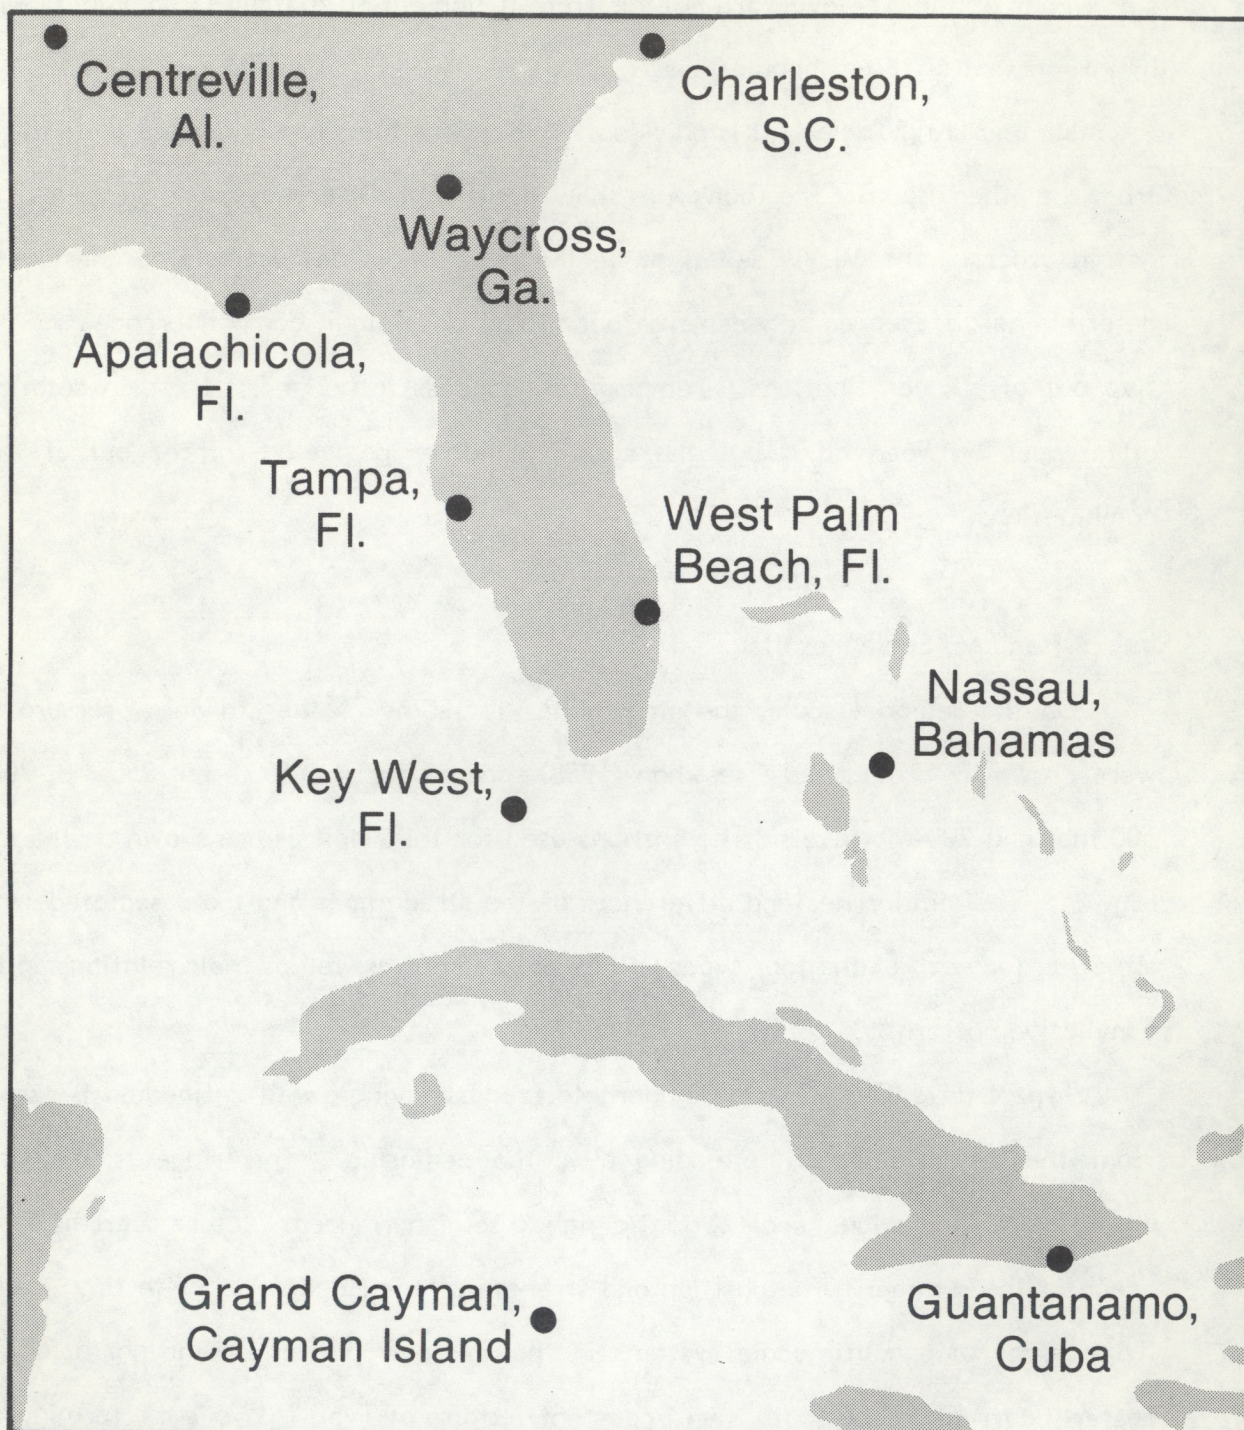 Centreville,
Al.
Charleston,
S.C.
Waycross,
Ga.
Apalachicola,
Fl.
Tampa,
Fl.
West Palm
Beach, Fl.
Nassau,
Bahamas
Key West,
Fl.
Grand Cayman,
Cayman Island
Guantanamo,
Cuba